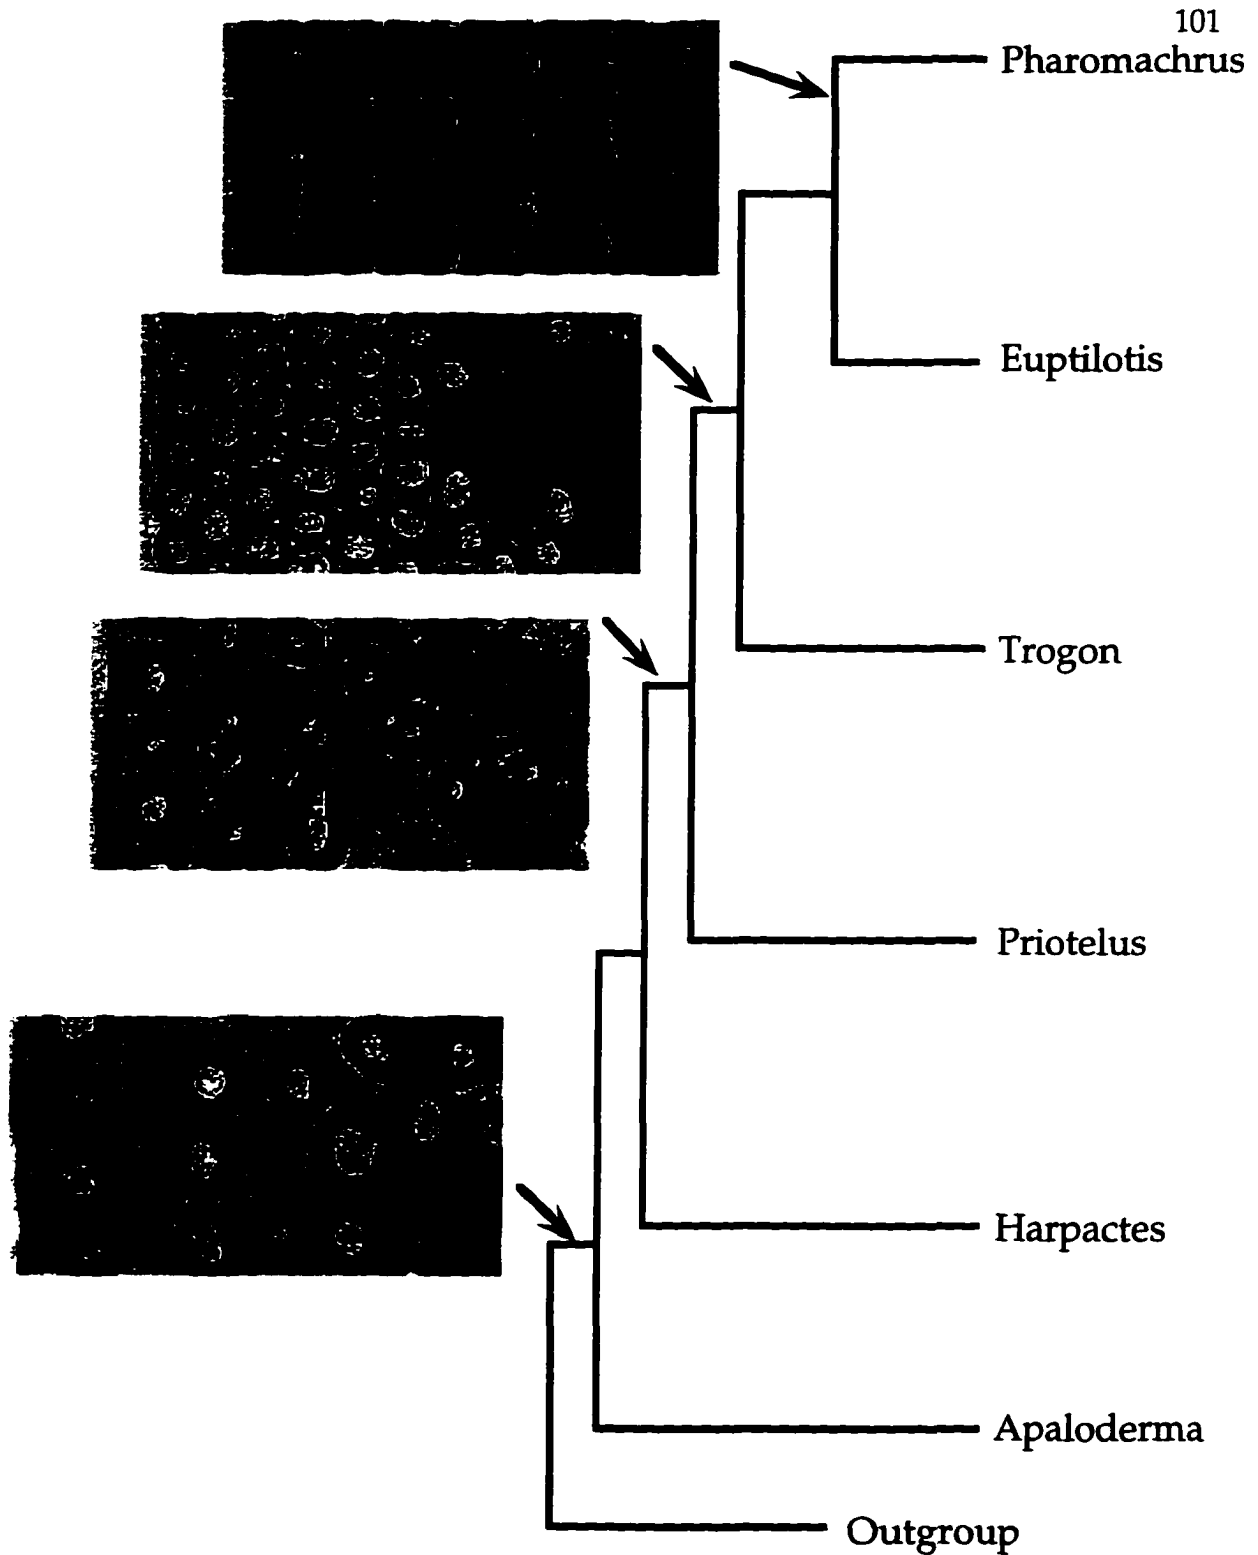 101
Pharomachrus
Euptilotis
Trogon
Priotelus
Harpactes
Apaloderma
Outgroup